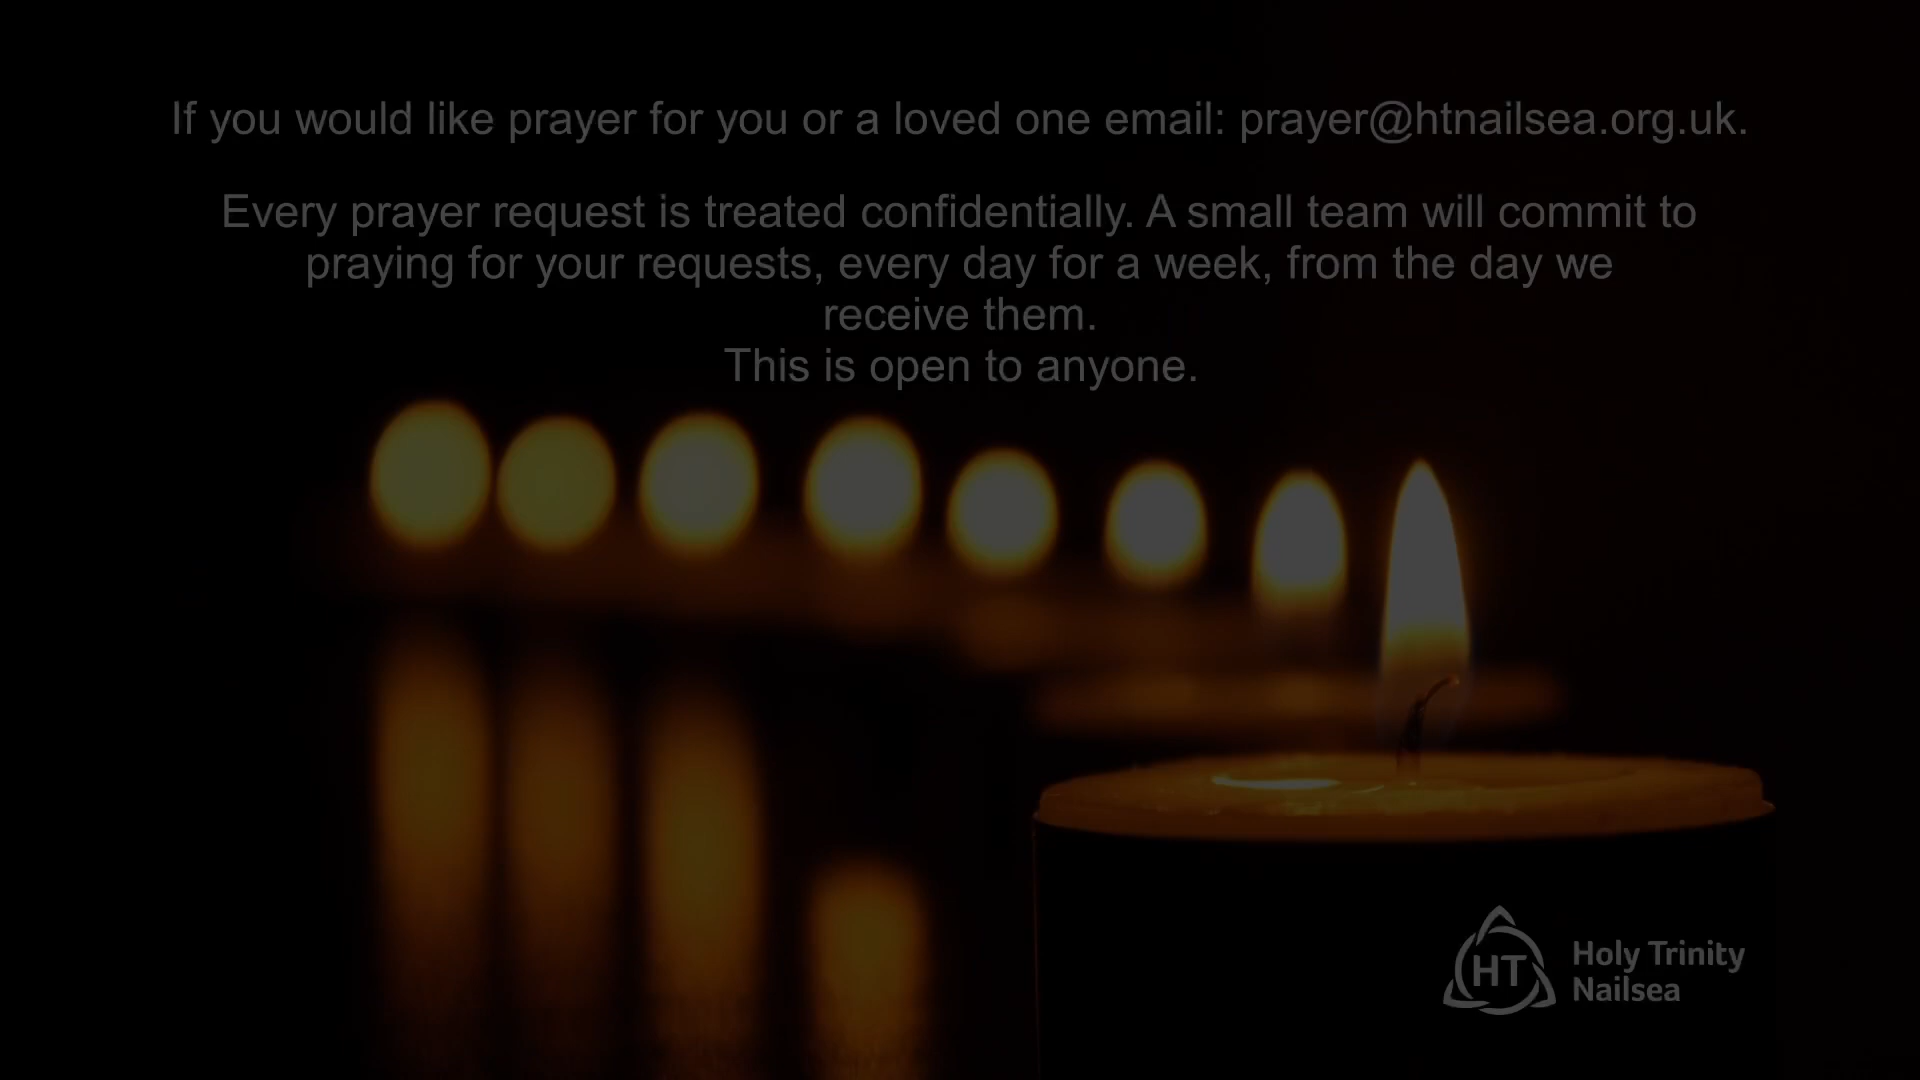 If you would like prayer for you or a loved one email: prayer@htnailsea.org.uk.
Every prayer request is treated confidentially. A small team will commit to
praying for your requests, every day for a week, from the day we
receive them.
This is open to anyone.
HT
Holy Trinity
Nailsea